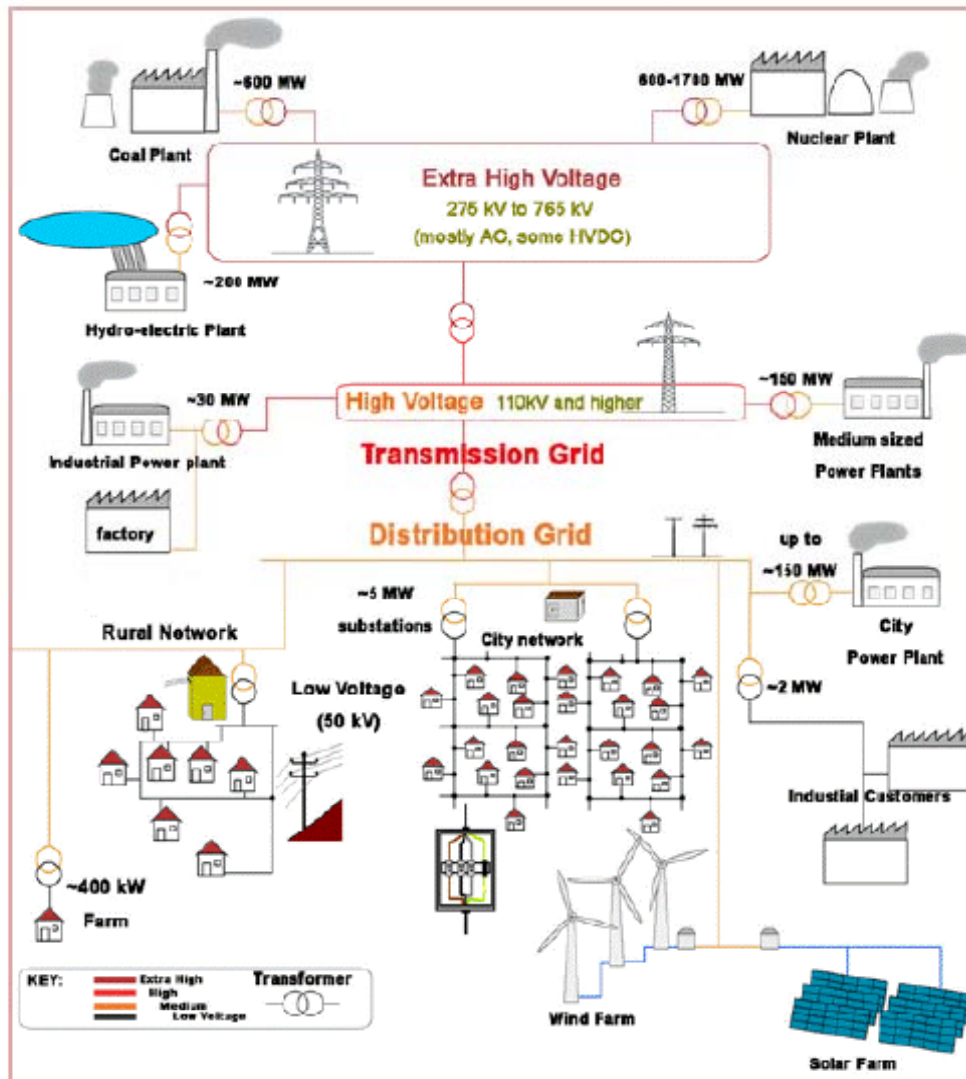 ~600 MW
600-1700 MW
Coal Plant
Nuclear Plant
Extra High Voltage
275 kV to 765 kV
(mostly AC, some HVDC)
~200 MW
Hydro-electric Plant
~30 MW
High Voltage 110kV and higher
~150 MW
Industrial Power plant
Medium sized
Power Plants
Transmission Grid
factory
Distribution Grid
up to
~150 MW
~5 MW
substations
Rural Network
City network
City
Power Plant
~2 MW
Low Voltage
(50 kV)
Industial Customers
~400 kW
Farm
KEY:
Extra High
High
Medium
Low Voltage
Transformer
Wind Farm
Solar Farm